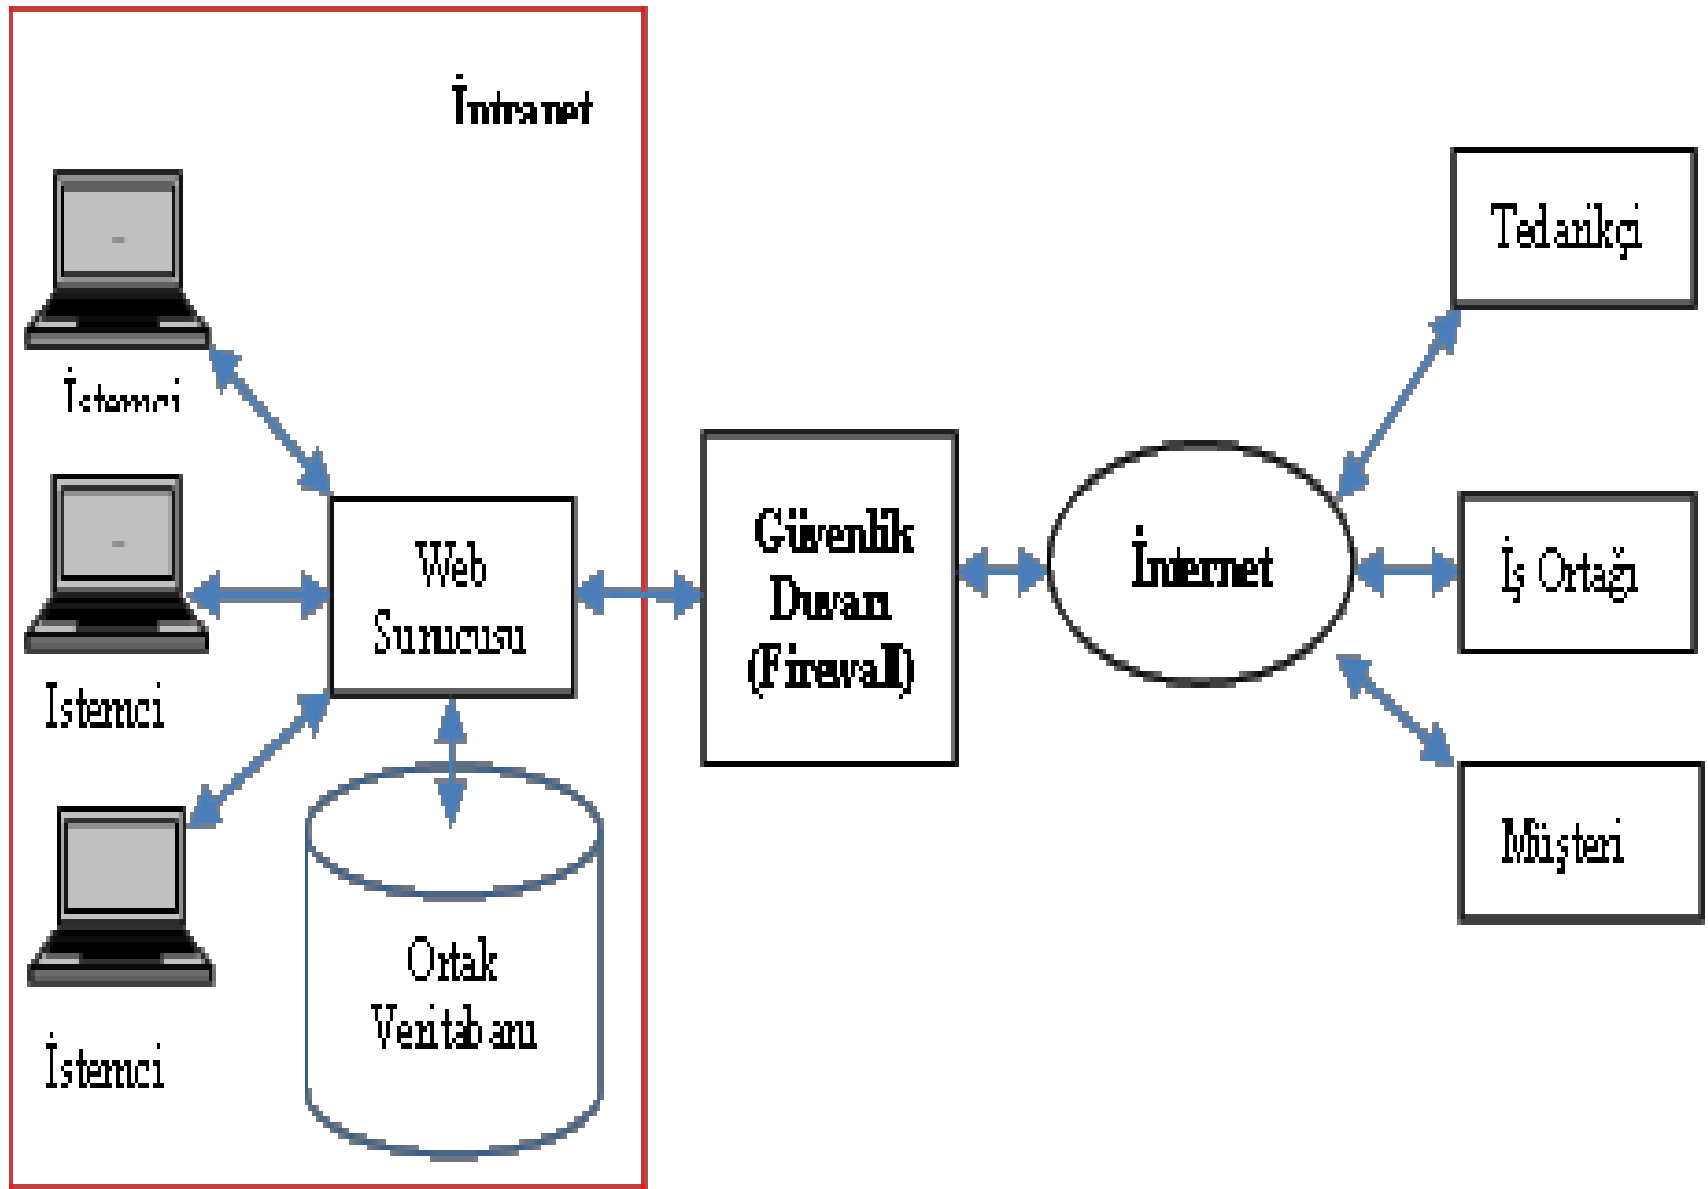 İntranet
İstemci
İstemci
İstemci
Web
Sunucusu
Ortak
Veritabanı
Güvenlik
Duvarı
(Firewall)
İnternet
Tedarikçi
İş Ortağı
Müşteri